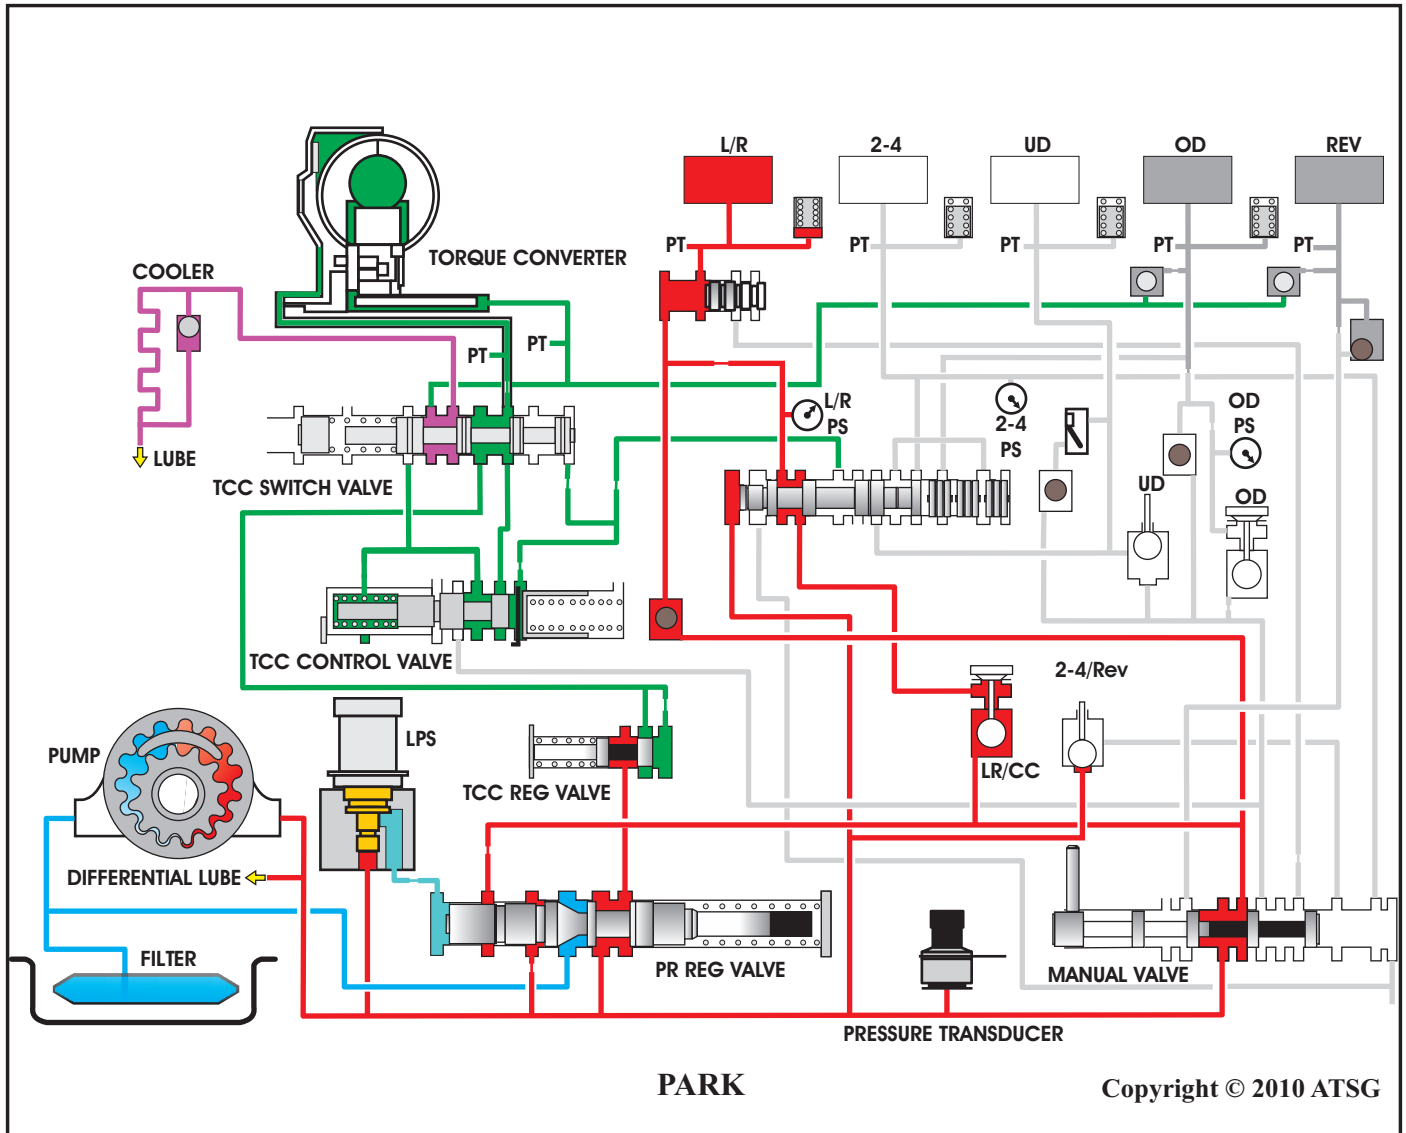 L/R
2-4
UD
OD
REV
PT
PT
PT
PT
PT
TORQUE CONVERTER
COOLER
PT
PT
L/R
PS
2-4
PS
OD
PS
LUBE
TCC SWITCH VALVE
UD
OD
TCC CONTROL VALVE
2-4/Rev
LPS
PUMP
LR/CC
TCC REG VALVE
DIFFERENTIAL LUBE
FILTER
PR REG VALVE
MANUAL VALVE
PRESSURE TRANSDUCER
PARK
Copyright © 2010 ATSG